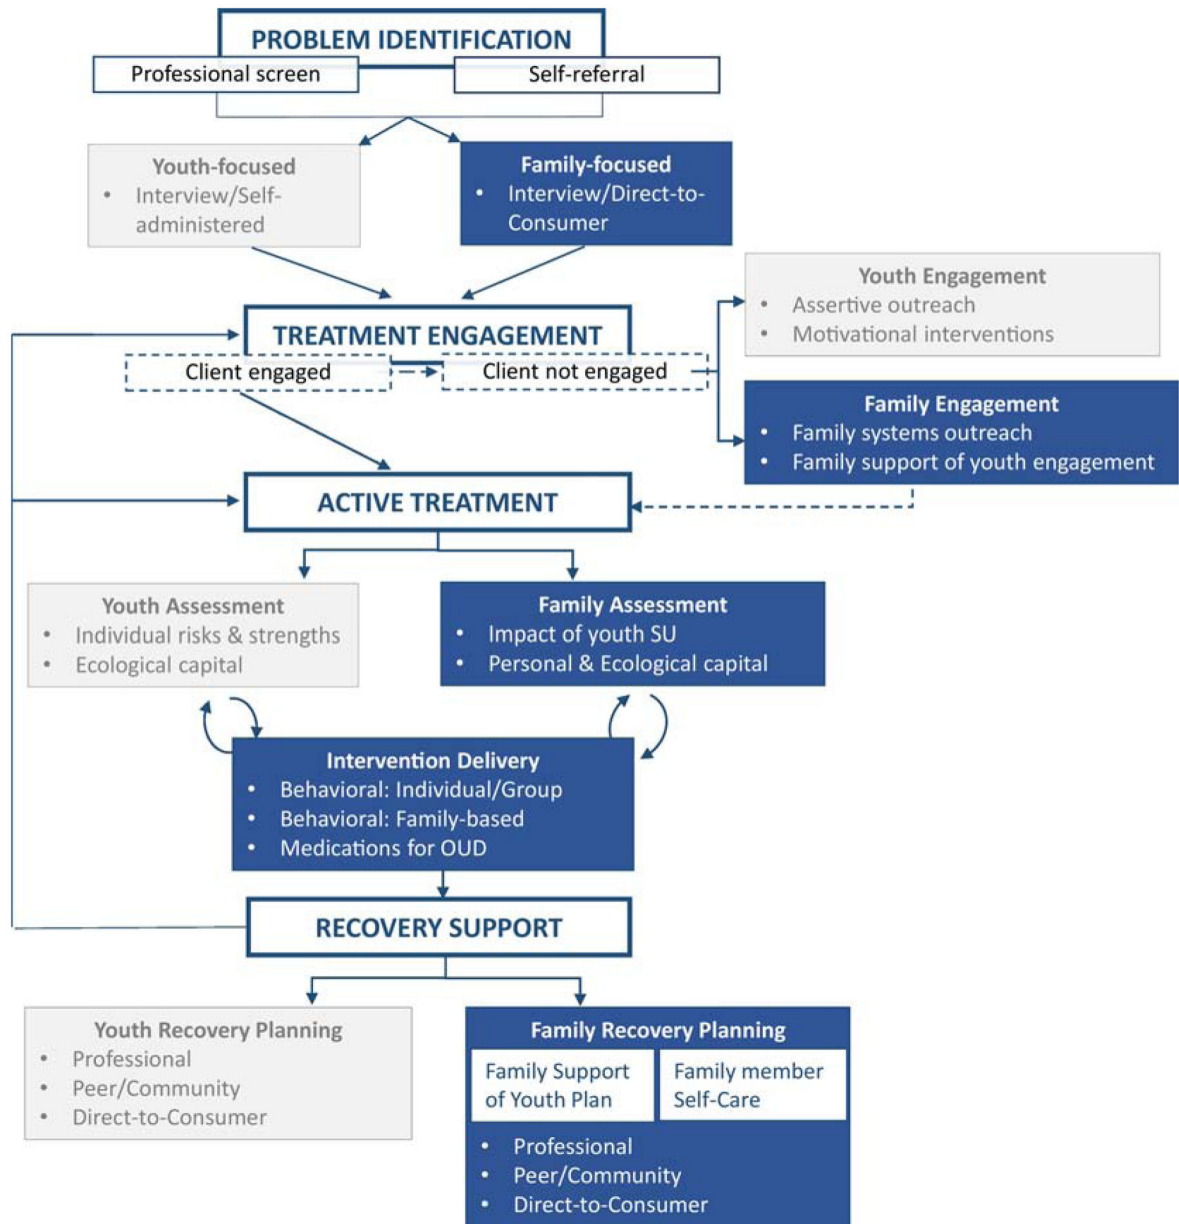 PROBLEM IDENTIFICATION
Professional screen
Self-referral
Youth-focused
• Interview/Self-
administered
Family-focused
• Interview/Direct-to-
Consumer
TREATMENT ENGAGEMENT
Client engaged
Client not engaged
Youth Engagement
• Assertive outreach
• Motivational interventions
Family Engagement
• Family systems outreach
• Family support of youth engagement
ACTIVE TREATMENT
Youth Assessment
• Individual risks & strengths
• Ecological capital
Family Assessment
• Impact of youth SU
• Personal & Ecological capital
Intervention Delivery
• Behavioral: Individual/Group
• Behavioral: Family-based
• Medications for OUD
RECOVERY SUPPORT
Youth Recovery Planning
• Professional
• Peer/Community
• Direct-to-Consumer
Family Recovery Planning
Family Support
of Youth Plan
Family member
Self-Care
• Professional
• Peer/Community
• Direct-to-Consumer